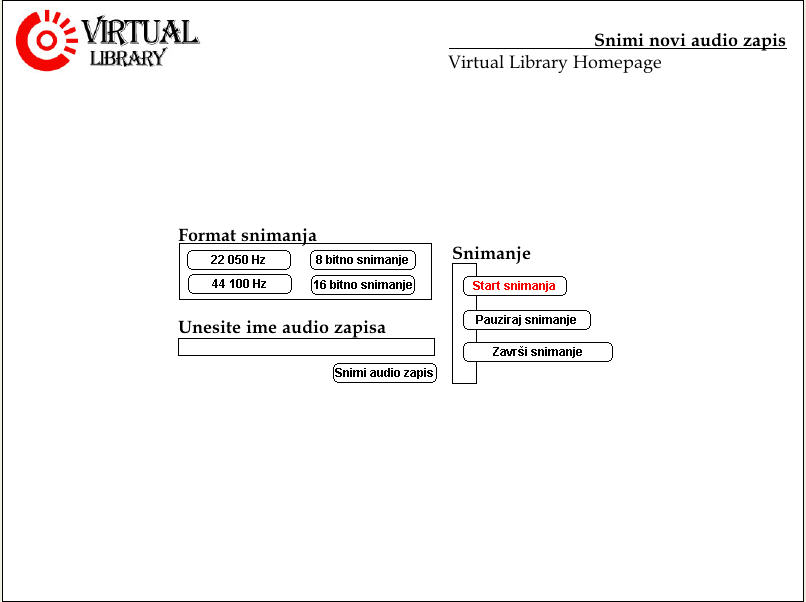 VIRTUAL
LIBRARY
Snimi novi audio zapis
Virtual Library Homepage
Format snimanja
22 050 Hz
8 bitno snimanje
44 100 Hz
16 bitno snimanje
Unesite ime audio zapisa
Snimi audio zapis
Snimanje
Start snimanja
Pauziraj snimanje
Završi snimanje